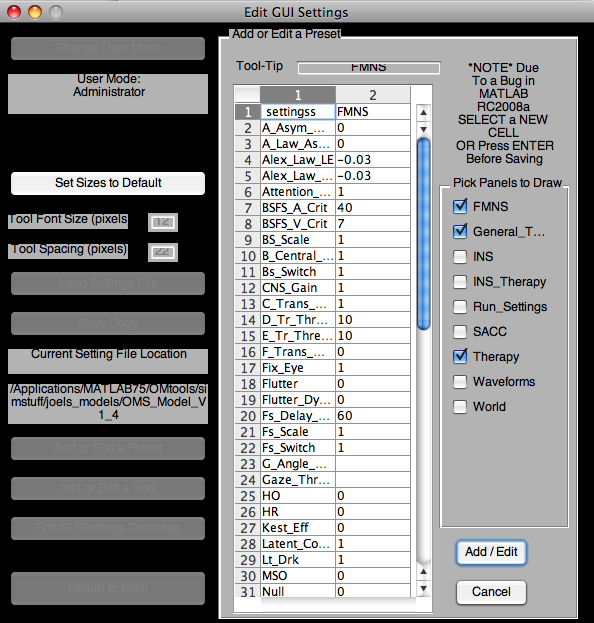 Edit GUI Settings
Change User Mode
User Mode:
Administrator
Set Sizes to Default
Tool Font Size (pixels
12
Tool Spacing (pixels)
22
Load Settings File
Save Copy
Current Setting File Location
/Applications/MATLAB75/OMtools/si
mstuff/joels_models/OMS_Model_V
1_4
Add or Edit a Preset
Add or Edit a Tool
Edit GUISettings Database
Return to Main
Add or Edit a Preset
Tool-Tip
FMNS
1 2
1 settingss FMNS
2 A_Asym_... 0
3 A_Law_As... 0
4 Alex_Law_LE −0.03
5 Alex_Law_... −0.03
6 Attention_... 1
7 BSFS_A_Crit 40
8 BSFS_V_Crit 7
9 BS_Scale 1
10 B_Central_... 1
11 Bs_Switch 1
12 CNS_Gain 1
13 C_Trans_... 1
14 D_Tr_Thr... 10
15 E_Tr_Thre... 10
16 F_Trans_... 0
17 Fix_Eye 1
18 Flutter 0
19 Flutter_Dy... 0
20 Fs_Delay_... 60
21 Fs_Scale 1
22 Fs_Switch 1
23 G_Angle_...
24 Gaze_Thr...
25 HO 0
26 HR 0
27 Kest_Eff 0
28 Latent_Co... 1
29 Lt_Drk 1
30 MSO 0
31 Null 0
*NOTE* Due
To a Bug in
MATLAB
RC2008a
SELECT a NEW
CELL
OR Press ENTER
Before Saving
Pick Panels to Draw
FMNS
General_T...
INS
INS_Therapy
Run_Settings
SACC
Therapy
Waveforms
World
Add / Edit
Cancel